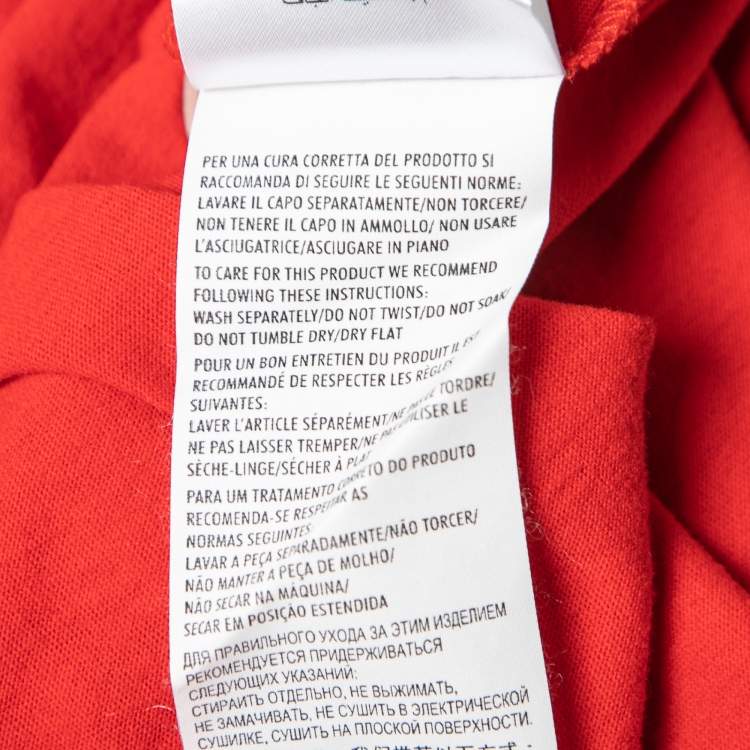 PER UNA CURA CORRETTA DEL PRODOTTO SI
RACCOMANDA DI SEGUIRE LE SEGUENTI NORME:
LAVARE IL CAPO SEPARATAMENTE/NON TORCERE/
NON TENERE IL CAPO IN AMMOLLO/ NON USARE
L'ASCIUGATRICE/ASCIUGARE IN PIANO
TO CARE FOR THIS PRODUCT WE RECOMMEND
FOLLOWING THESE INSTRUCTIONS:
WASH SEPARATELY/DO NOT TWIST/DO NOT SOAK/
DO NOT TUMBLE DRY/DRY FLAT
POUR UN BON ENTRETIEN DU PRODUIT IL EST
RECOMMANDÉ DE RESPECTER LES RÈGLES
SUIVANTES:
LAVER L'ARTICLE SÉPARÉMENT/NE PAS LE TORDRE/
NE PAS LAISSER TREMPER/NE PAS UTILISER LE
SÈCHE-LINGE/SÉCHER À PLAT
PARA UM TRATAMENTO CORRETO DO PRODUTO
RECOMENDA-SE RESPEITAR AS
NORMAS SEGUINTES:
LAVAR A PEÇA SEPARADAMENTE/NÃO TORCER/
NÃO MANTER A PEÇA DE MOLHO/
NÃO SECAR NA MÁQUINA/
SECAR EM POSIÇÃO ESTENDIDA
ДЛЯ ПРАВИЛЬНОГО УХОДА ЗА ЭТИМ ИЗДЕЛИЕМ
РЕКОМЕНДУЕТСЯ ПРИДЕРЖИВАТЬСЯ
СЛЕДУЮЩИХ УКАЗАНИЙ:
СТИРАТЬ ОТДЕЛЬНО, НЕ ВЫЖИМАТЬ,
НЕ ЗАМАЧИВАТЬ, НЕ СУШИТЬ В ЭЛЕКТРИЧЕСКОЙ
СУШИЛКЕ, СУШИТЬ НА ПЛОСКОЙ ПОВЕРХНОСТИ.